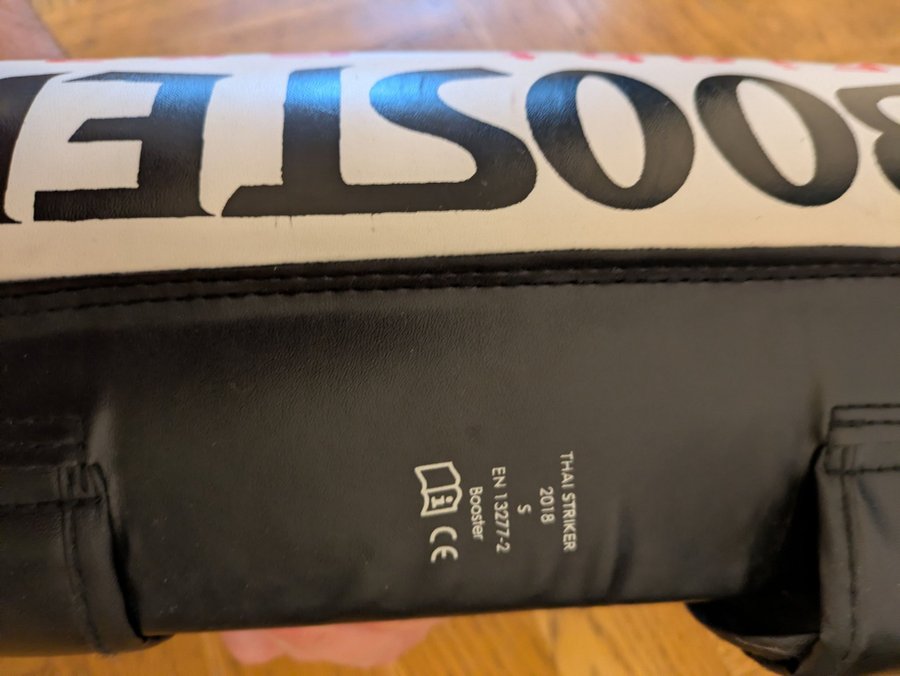 BOOSTE
THAI STRIKER
2018
S
EN 13277-2
Booster
CE